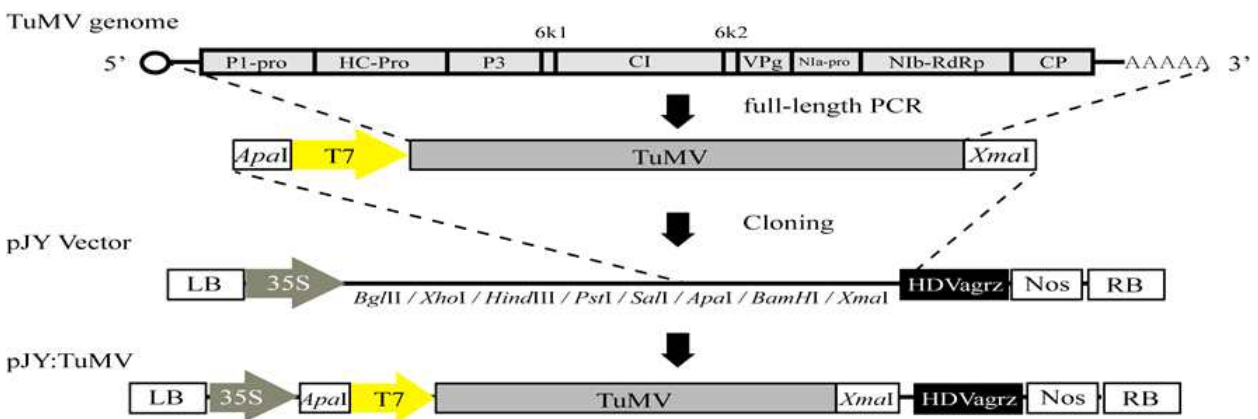 TuMV genome
6k1 6k2
5’ P1-pro HC-Pro P3 CI VPg NIa-pro NIb-RdRp CP AAAAA 3’
full-length PCR
ApaI T7 TuMV XmaI
Cloning
pJY Vector
LB 35S HDVagrz Nos RB
BglII / XhoI / HindIII / PstI / SalI / ApaI / BamHI / XmaI
pJY:TuMV
LB 35S ApaI T7 TuMV XmaI HDVagrz Nos RB